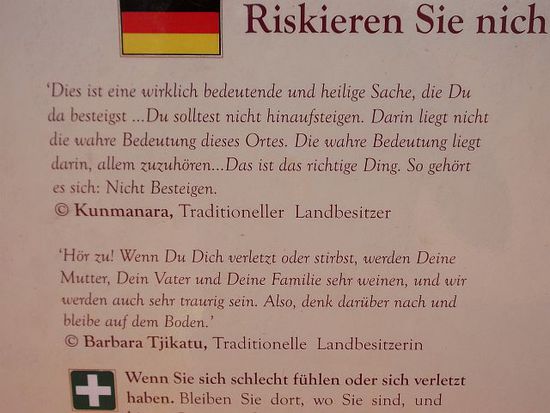 Riskieren Sie nich
'Dies ist eine wirklich bedeutende und heilige Sache, die Du
da besteigst ...Du solltest nicht hinaufsteigen. Darin liegt nicht
die wahre Bedeutung dieses Ortes. Die wahre Bedeutung liegt
darin, allem zuzuhören...Das ist das richtige Ding. So gehört
es sich: Nicht Besteigen.
© Kunmanara, Traditioneller Landbesitzer
'Hör zu! Wenn Du Dich verletzt oder stirbst, werden Deine
Mutter, Dein Vater und Deine Familie sehr weinen, und wir
werden auch sehr traurig sein. Also, denk darüber nach und
bleibe auf dem Boden.'
© Barbara Tjikatu, Traditionelle Landbesitzerin
Wenn Sie sich schlecht fühlen oder sich verletzt
haben. Bleiben Sie dort, wo Sie sind, und